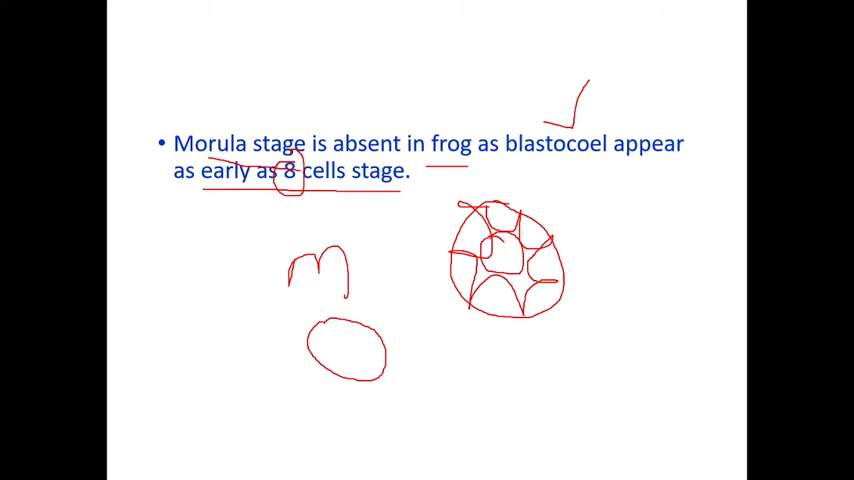 • Morula stage is absent in frog as blastocoel appear
as early as 8 cells stage.
m